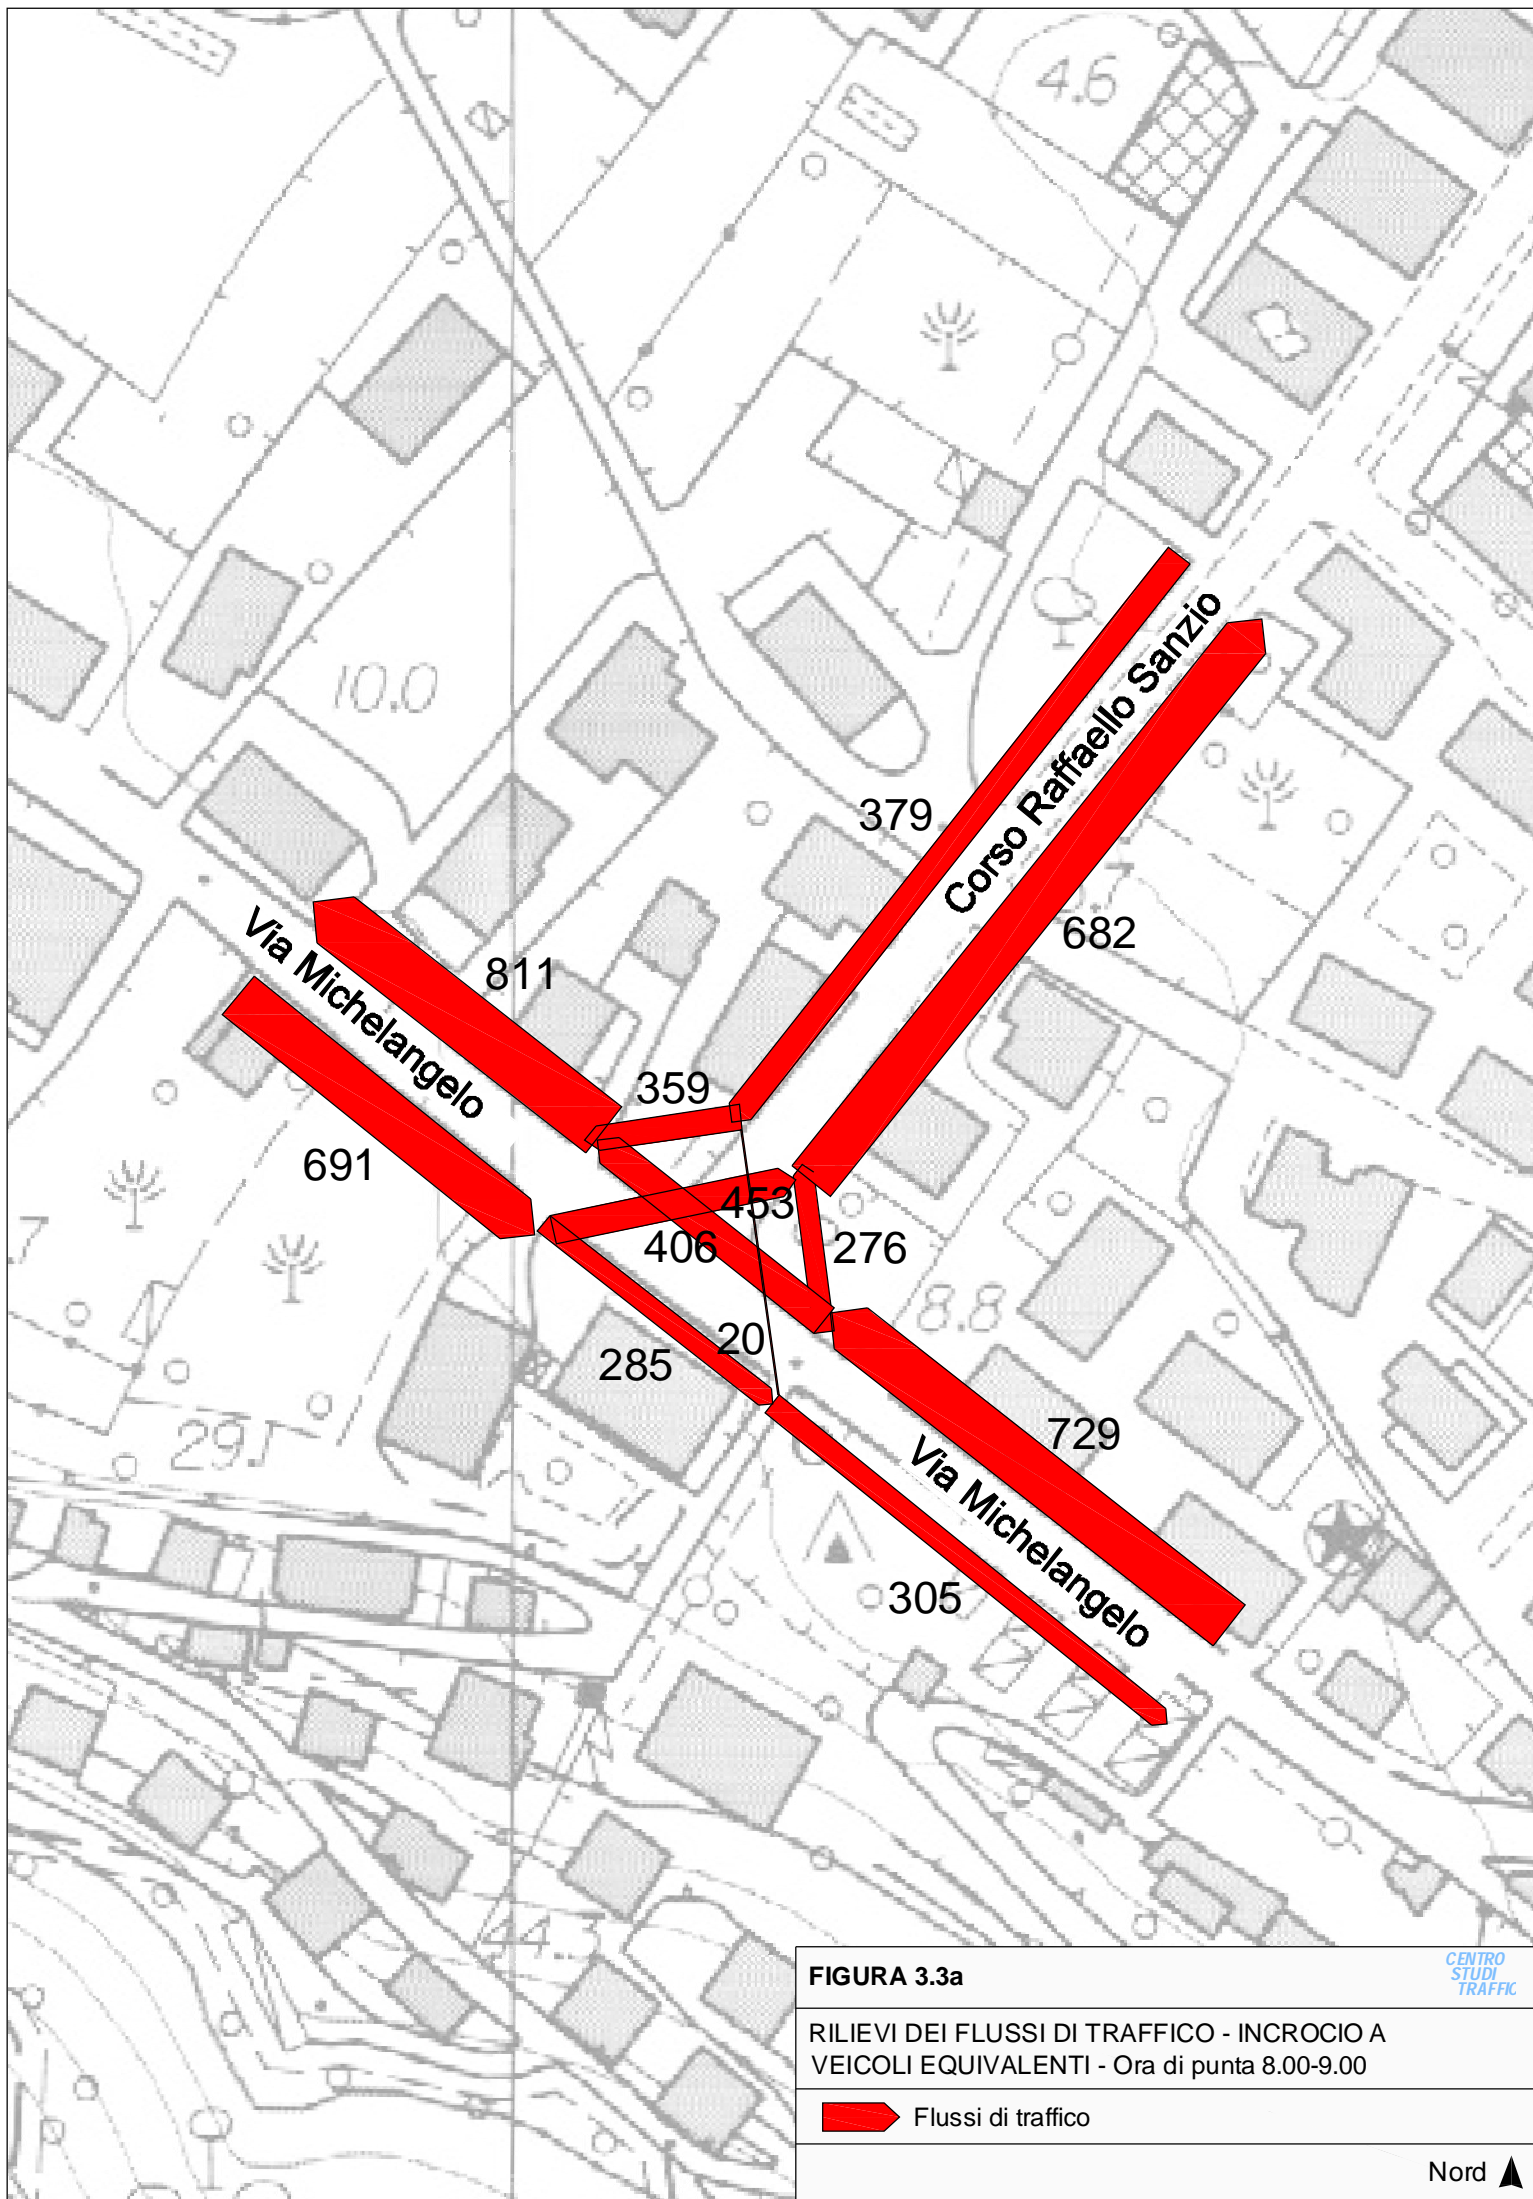 4.6
10.0
Corso Raffaello Sanzio
379
682
Via Michelangelo
811
359
691
453
406
276
7
8.8
20
285
29.1
729
Via Michelangelo
305
44.3
FIGURA 3.3a
CENTRO
STUDI
TRAFFIC
RILIEVI DEI FLUSSI DI TRAFFICO - INCROCIO A
VEICOLI EQUIVALENTI - Ora di punta 8.00-9.00
Flussi di traffico
Nord